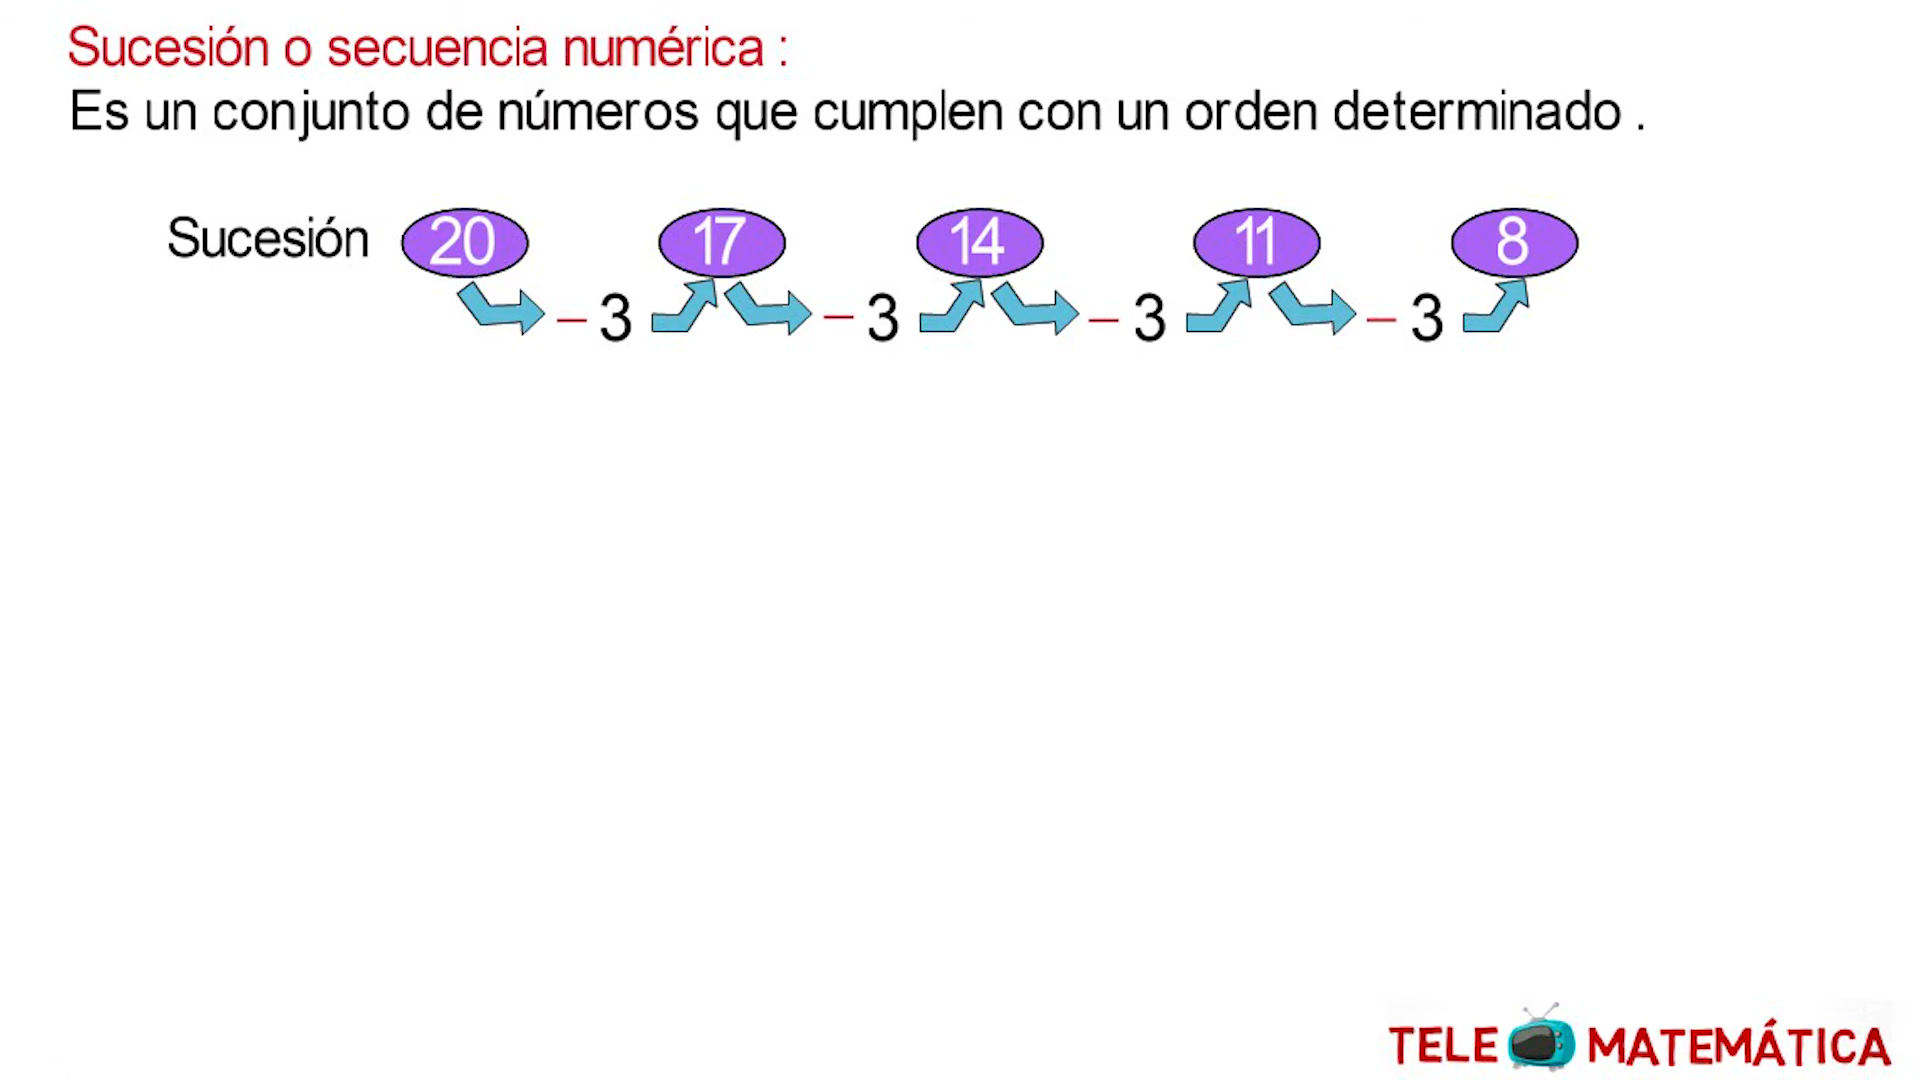 Sucesión o secuencia numérica :
Es un conjunto de números que cumplen con un orden determinado .
Sucesión 20 17 14 11 8
– 3 – 3 – 3 – 3
TELE MATEMÁTICA